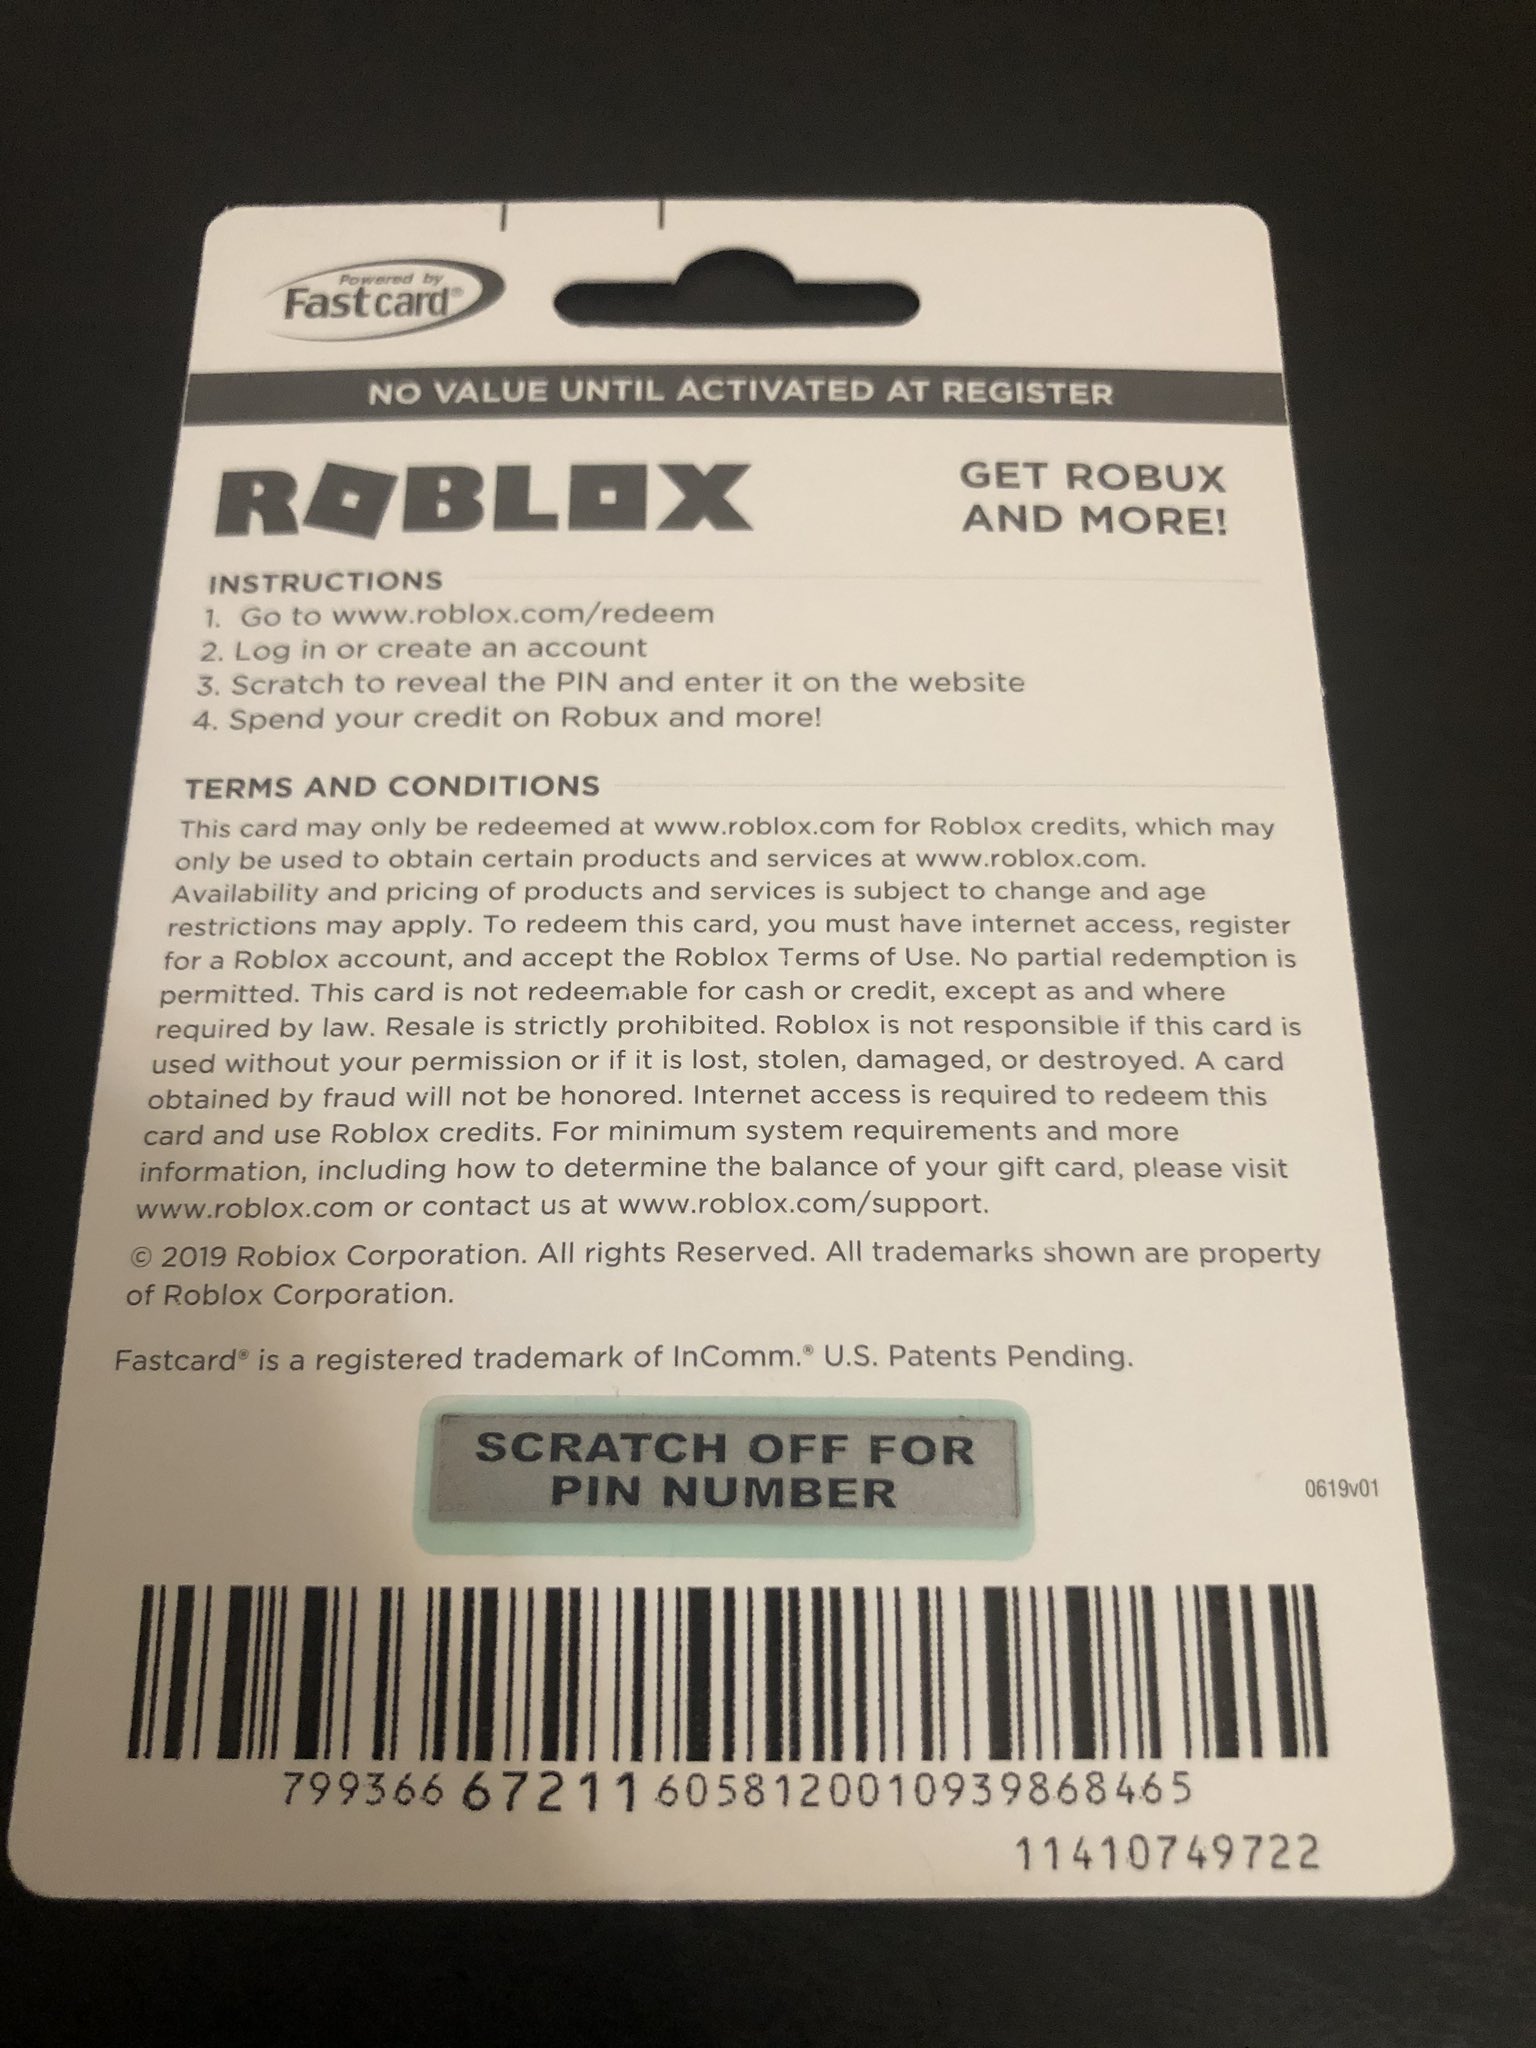 Powered by
Fastcard®
NO VALUE UNTIL ACTIVATED AT REGISTER
ROBLOX
GET ROBUX
AND MORE!
INSTRUCTIONS
1. Go to www.roblox.com/redeem
2. Log in or create an account
3. Scratch to reveal the PIN and enter it on the website
4. Spend your credit on Robux and more!
TERMS AND CONDITIONS
This card may only be redeemed at www.roblox.com for Roblox credits, which may
only be used to obtain certain products and services at www.roblox.com.
Availability and pricing of products and services is subject to change and age
restrictions may apply. To redeem this card, you must have internet access, register
for a Roblox account, and accept the Roblox Terms of Use. No partial redemption is
permitted. This card is not redeemable for cash or credit, except as and where
required by law. Resale is strictly prohibited. Roblox is not responsible if this card is
used without your permission or if it is lost, stolen, damaged, or destroyed. A card
obtained by fraud will not be honored. Internet access is required to redeem this
card and use Roblox credits. For minimum system requirements and more
information, including how to determine the balance of your gift card, please visit
www.roblox.com or contact us at www.roblox.com/support.
© 2019 Roblox Corporation. All rights Reserved. All trademarks shown are property
of Roblox Corporation.
Fastcard® is a registered trademark of InComm.® U.S. Patents Pending.
SCRATCH OFF FOR
PIN NUMBER
0619v01
799366 67211 6058120010939868465
11410749722